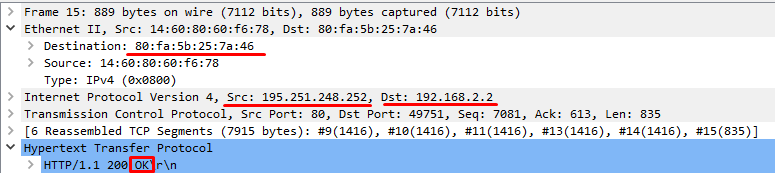 Frame 15: 889 bytes on wire (7112 bits), 889 bytes captured (7112 bits)
Ethernet II, Src: 14:60:80:60:f6:78, Dst: 80:fa:5b:25:7a:46
Destination: 80:fa:5b:25:7a:46
Source: 14:60:80:60:f6:78
Type: IPv4 (0x0800)
Internet Protocol Version 4, Src: 195.251.248.252, Dst: 192.168.2.2
Transmission Control Protocol, Src Port: 80, Dst Port: 49751, Seq: 7081, Ack: 613, Len: 835
[6 Reassembled TCP Segments (7915 bytes): #9(1416), #10(1416), #11(1416), #13(1416), #14(1416), #15(835)]
Hypertext Transfer Protocol
HTTP/1.1 200 OK\r\n